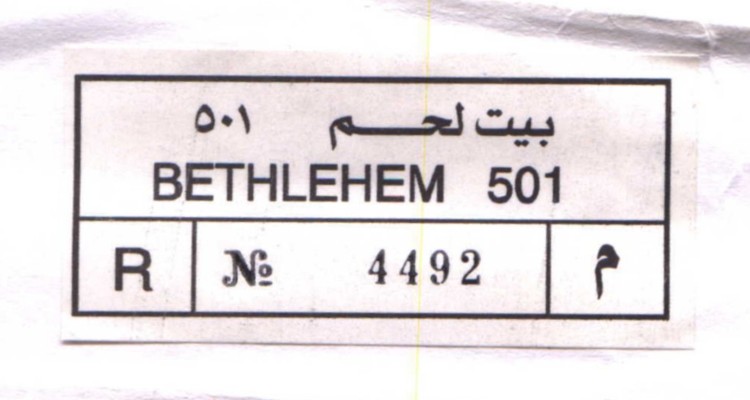 بيت لحم ٥٠١
BETHLEHEM 501
R № 4492 م